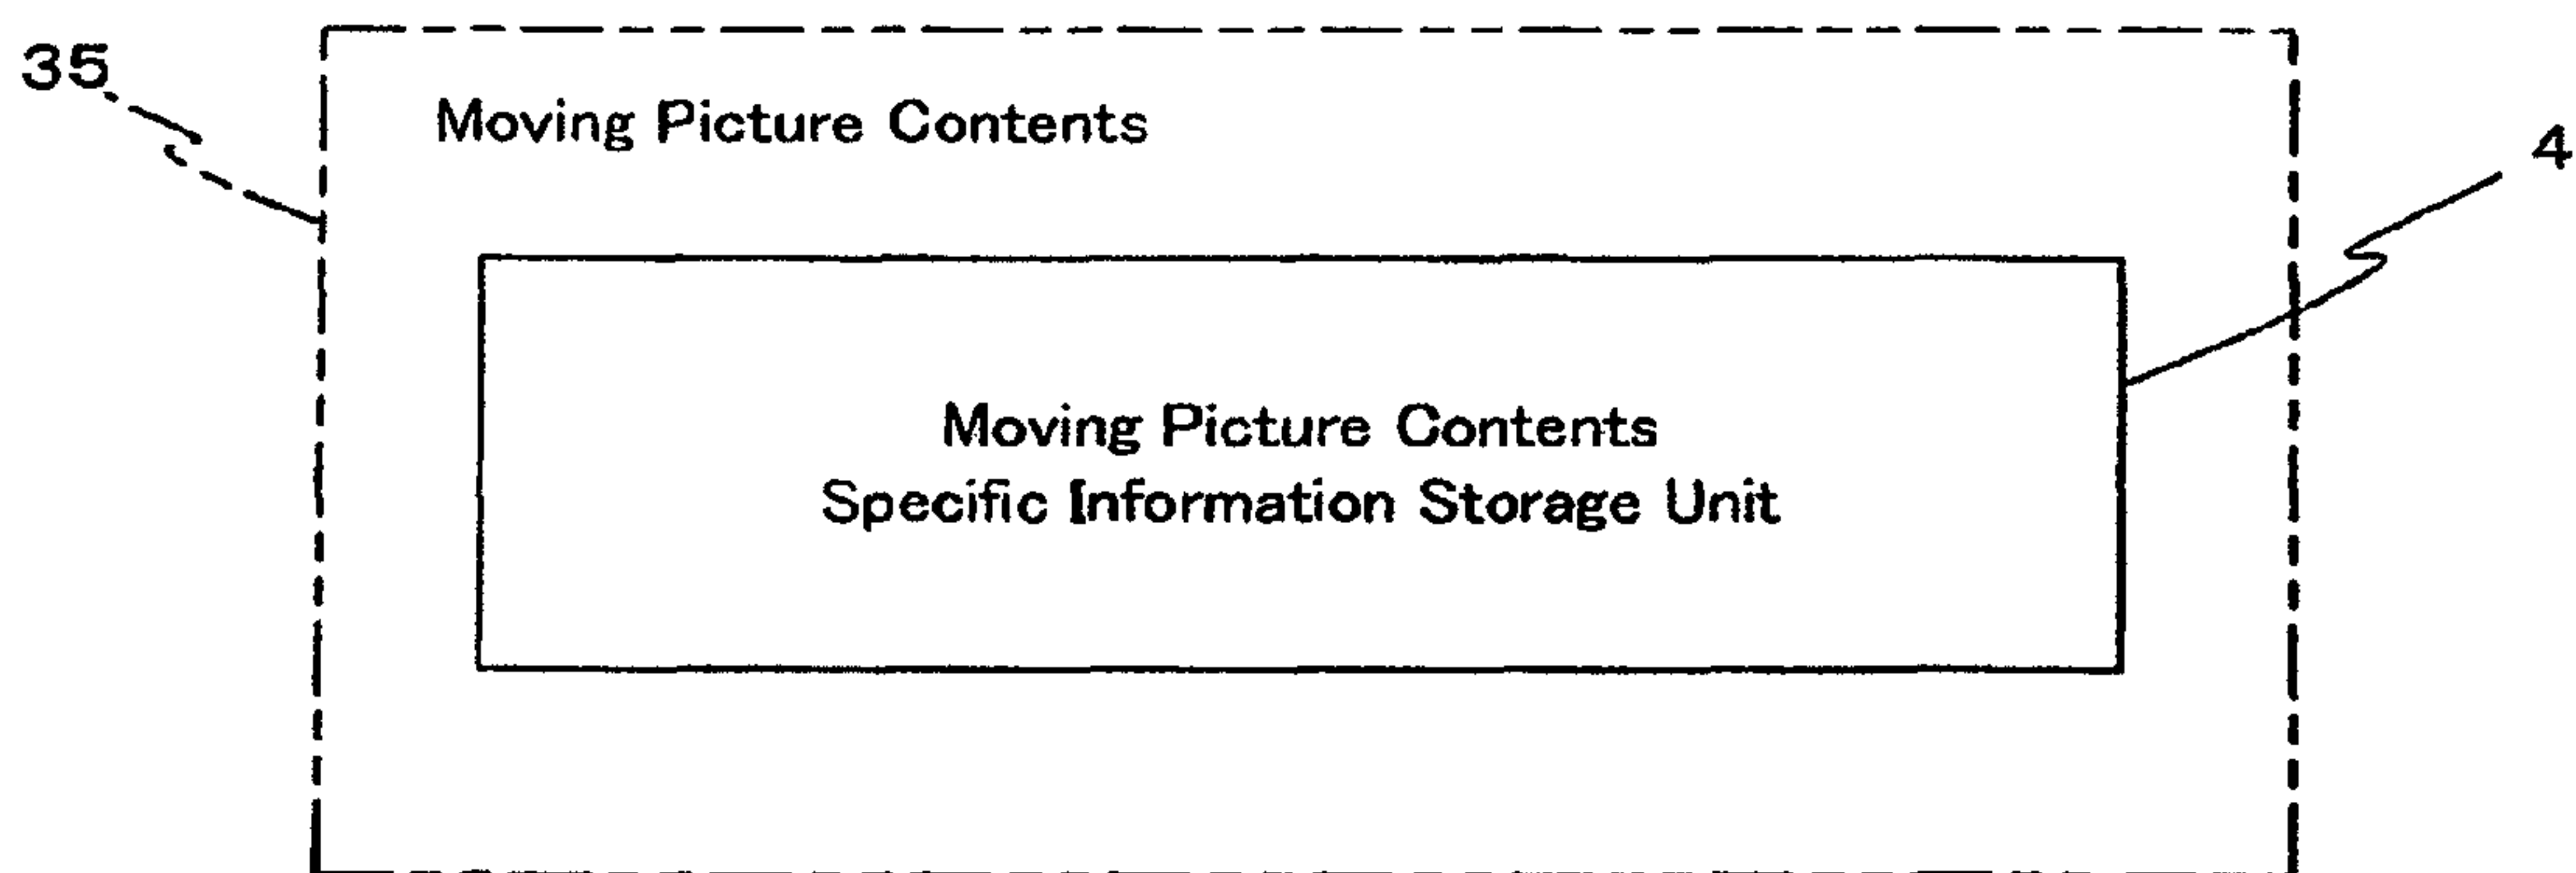 35
Moving Picture Contents
4
Moving Picture Contents
Specific Information Storage Unit